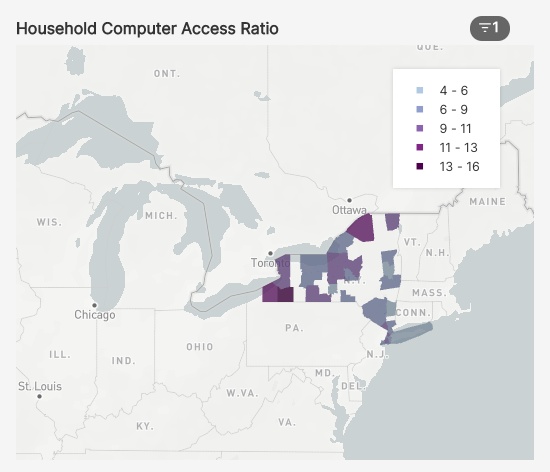 Household Computer Access Ratio
1
QUE.
ONT.
4 - 6
6 - 9
9 - 11
11 - 13
13 - 16
MAINE
Ottawa
WIS.
MICH.
VT.
N.H.
Toronto
N.Y.
MASS.
Chicago
CONN.
PA.
ILL.
IND.
OHIO
N.J.
MD.
St. Louis
DEL.
W.VA.
KY.
VA.